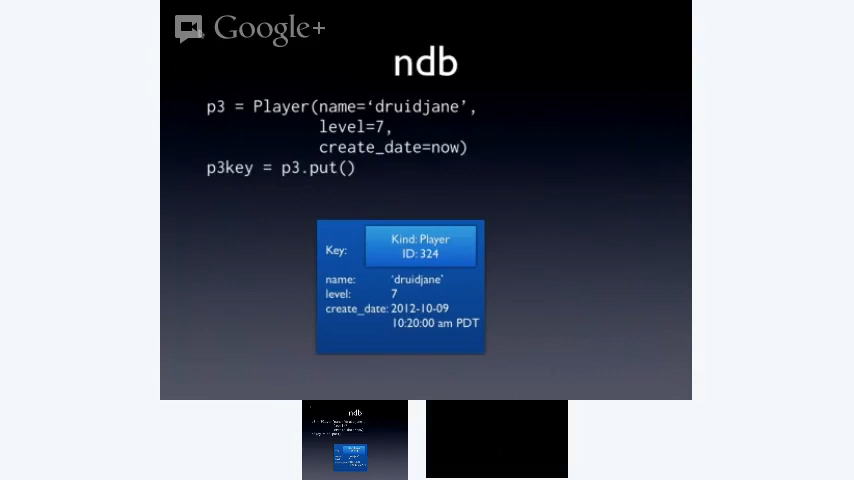 Google+
ndb
p3 = Player(name=‘druidjane’,
level=7,
create_date=now)
p3key = p3.put()
Kind: Player
Key:
ID: 324
name: ‘druidjane’
level: 7
create_date: 2012-10-09
10:20:00 am PDT
ndb